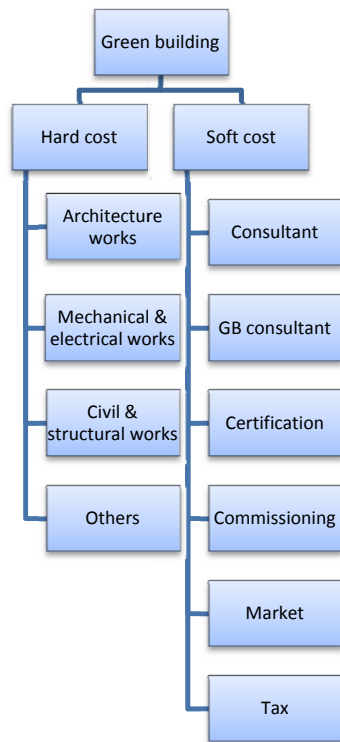 Green building
Hard cost
Soft cost
Architecture
works
Mechanical &
electrical works
Civil &
structural works
Others
Consultant
GB consultant
Certification
Commissioning
Market
Tax